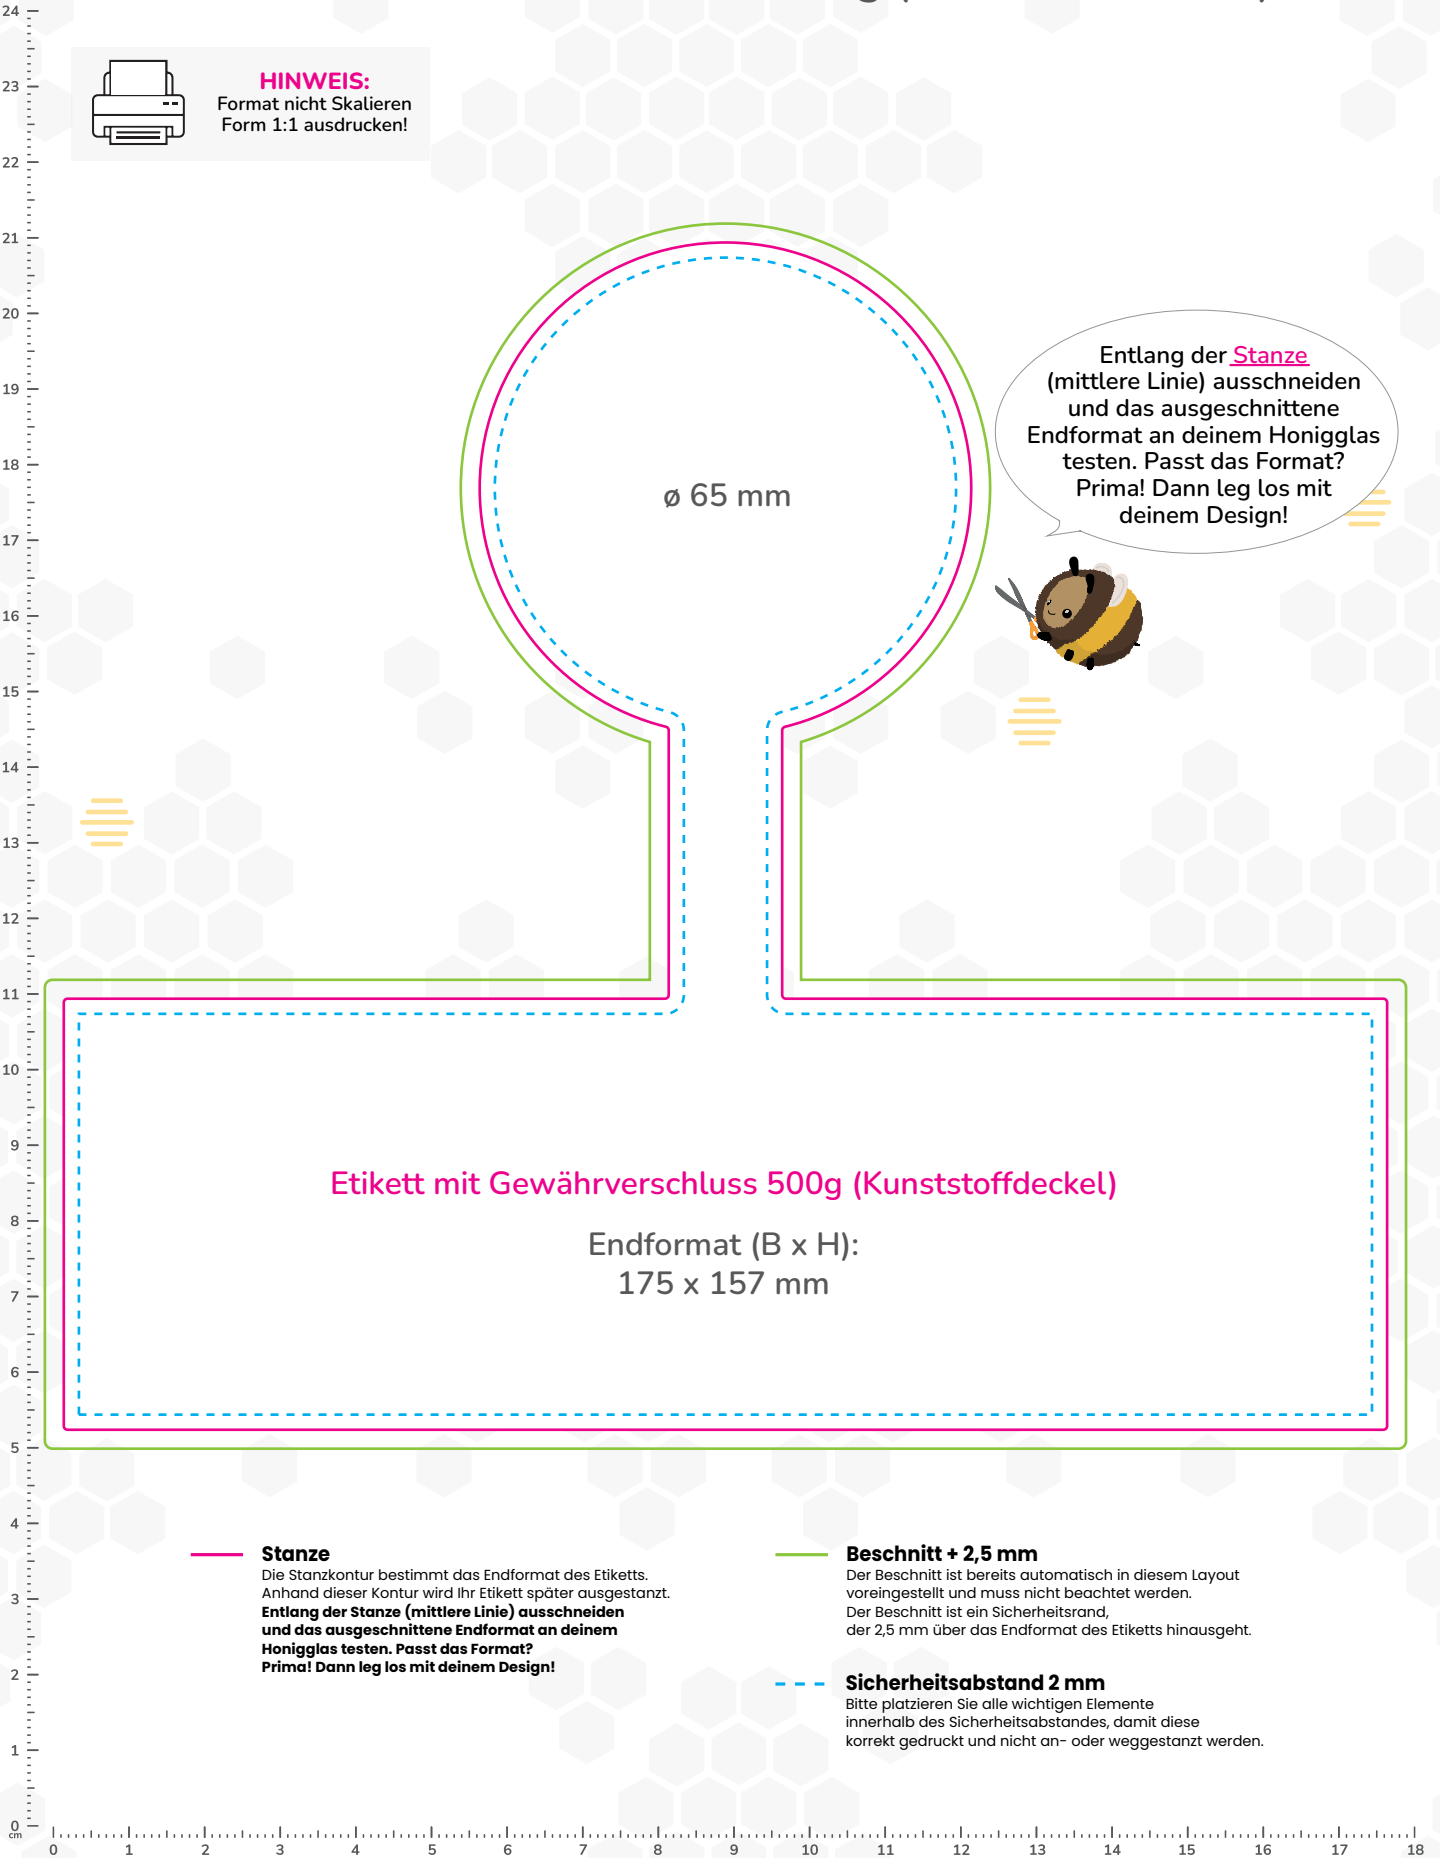 HINWEIS:
Format nicht Skalieren
Form 1:1 ausdrucken!
Entlang der Stanze
(mittlere Linie) ausschneiden
und das ausgeschnittene
Endformat an deinem Honigglas
testen. Passt das Format?
Prima! Dann leg los mit
deinem Design!
ø 65 mm
Etikett mit Gewährverschluss 500g (Kunststoffdeckel)
Endformat (B x H):
175 x 157 mm
Stanze
Die Stanzkontur bestimmt das Endformat des Etiketts.
Anhand dieser Kontur wird Ihr Etikett später ausgestanzt.
Entlang der Stanze (mittlere Linie) ausschneiden
und das ausgeschnittene Endformat an deinem
Honigglas testen. Passt das Format?
Prima! Dann leg los mit deinem Design!
Beschnitt + 2,5 mm
Der Beschnitt ist bereits automatisch in diesem Layout
voreingestellt und muss nicht beachtet werden.
Der Beschnitt ist ein Sicherheitsrand,
der 2,5 mm über das Endformat des Etiketts hinausgeht.
Sicherheitsabstand 2 mm
Bitte platzieren Sie alle wichtigen Elemente
innerhalb des Sicherheitsabstandes, damit diese
korrekt gedruckt und nicht an- oder weggestanzt werden.
24
23
22
21
20
19
18
17
16
15
14
13
12
11
10
9
8
7
6
5
4
3
2
1
0
cm
0 1 2 3 4 5 6 7 8 9 10 11 12 13 14 15 16 17 18